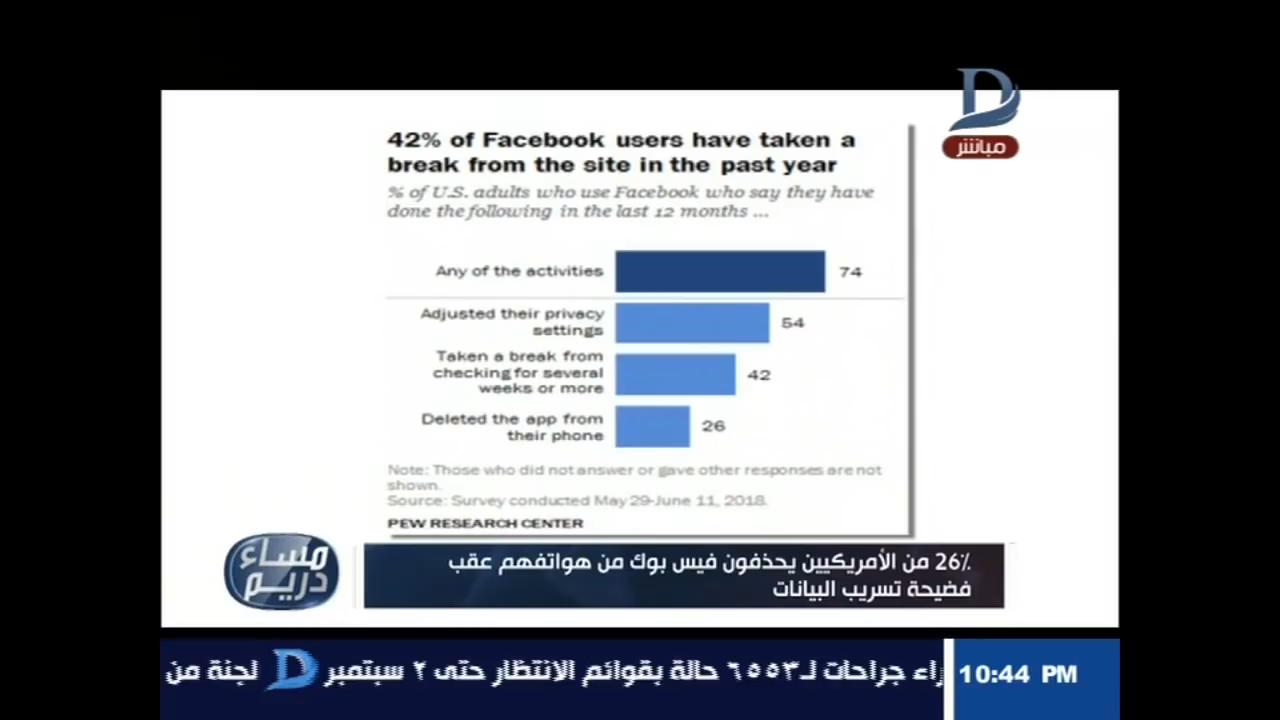 مباشر
42% of Facebook users have taken a
break from the site in the past year
% of U.S. adults who use Facebook who say they have
done the following in the last 12 months ...
Any of the activities 74
Adjusted their privacy
settings 54
Taken a break from
checking for several
weeks or more 42
Deleted the app from
their phone 26
Note: Those who did not answer or gave other responses are not
shown.
Source: Survey conducted May 29-June 11, 2018.
PEW RESEARCH CENTER
مساء
دريم
26٪ من الأمريكيين يحذفون فيس بوك من هواتفهم عقب
فضيحة تسريب البيانات
راء جراحات لـ٦٥٥٣ حالة بقوائم الانتظار حتى ٢ سبتمبر لجنة من
10:44 PM